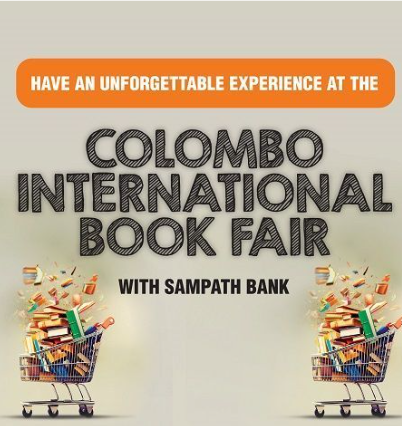 HAVE AN UNFORGETTABLE EXPERIENCE AT THE
COLOMBO
INTERNATIONAL
BOOK FAIR
WITH SAMPATH BANK